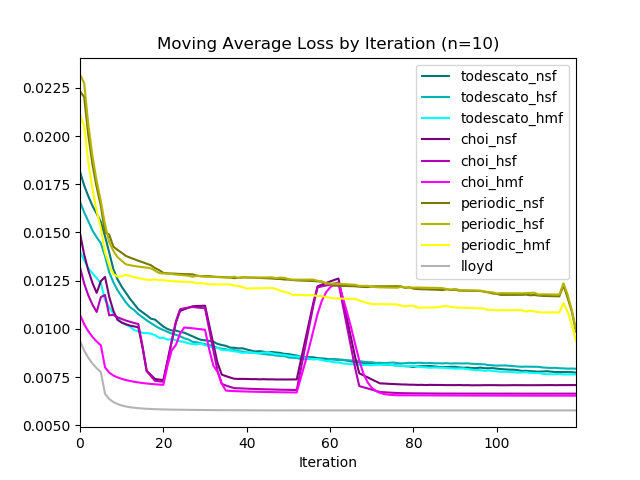 Moving Average Loss by Iteration (n=10)
0.0225
0.0200
0.0175
0.0150
0.0125
0.0100
0.0075
0.0050
0 20 40 60 80 100
Iteration
todescato_nsf
todescato_hsf
todescato_hmf
choi_nsf
choi_hsf
choi_hmf
periodic_nsf
periodic_hsf
periodic_hmf
lloyd